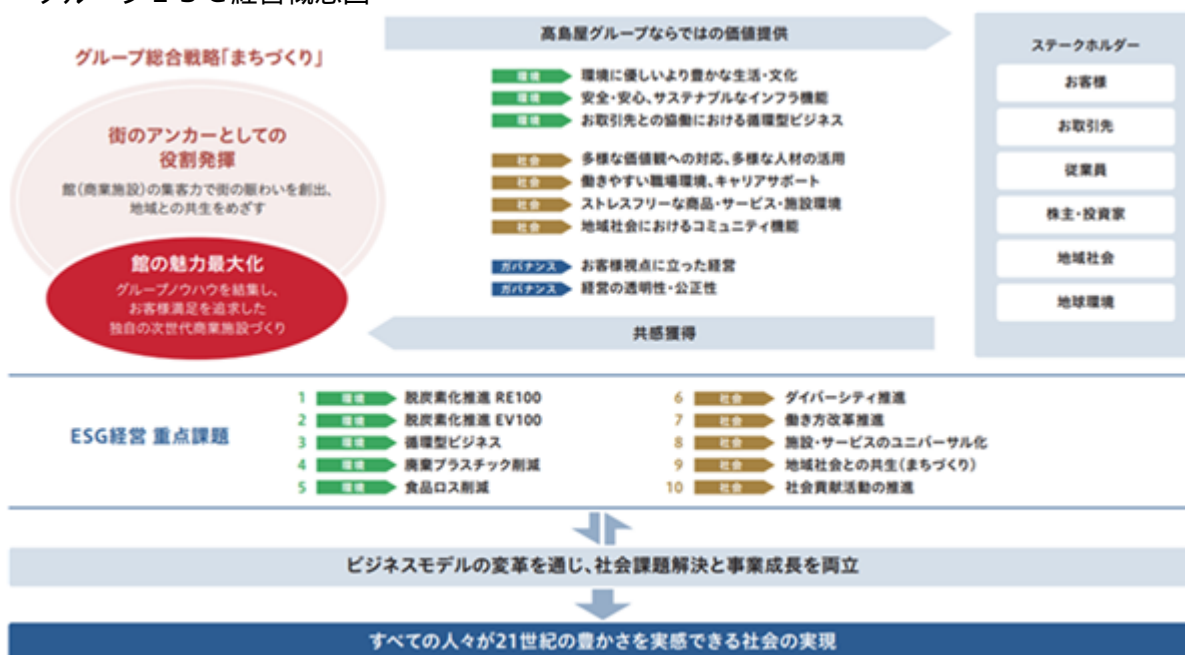 グループESG経営概念図
グループ総合戦略「まちづくり」
街のアンカーとしての
役割発揮
館(商業施設)の集客力で街の賑わいを創出、
地域との共生をめざす
館の魅力最大化
グループノウハウを結集し、
お客様満足を追求した
独自の次世代商業施設づくり
髙島屋グループならではの価値提供
環境 環境に優しいより豊かな生活・文化
環境 安全・安心、サステナブルなインフラ機能
環境 お取引先との協働における循環型ビジネス
社会 多様な価値観への対応、多様な人材の活用
社会 働きやすい職場環境、キャリアサポート
社会 ストレスフリーな商品・サービス・施設環境
社会 地域社会におけるコミュニティ機能
ガバナンス お客様視点に立った経営
ガバナンス 経営の透明性・公正性
共感獲得
ステークホルダー
お客様
お取引先
従業員
株主・投資家
地域社会
地球環境
ESG経営 重点課題
1 環境 脱炭素化推進 RE100
2 環境 脱炭素化推進 EV100
3 環境 循環型ビジネス
4 環境 廃棄プラスチック削減
5 環境 食品ロス削減
6 社会 ダイバーシティ推進
7 社会 働き方改革推進
8 社会 施設・サービスのユニバーサル化
9 社会 地域社会との共生(まちづくり)
10 社会 社会貢献活動の推進
ビジネスモデルの変革を通じ、社会課題解決と事業成長を両立
すべての人々が21世紀の豊かさを実感できる社会の実現